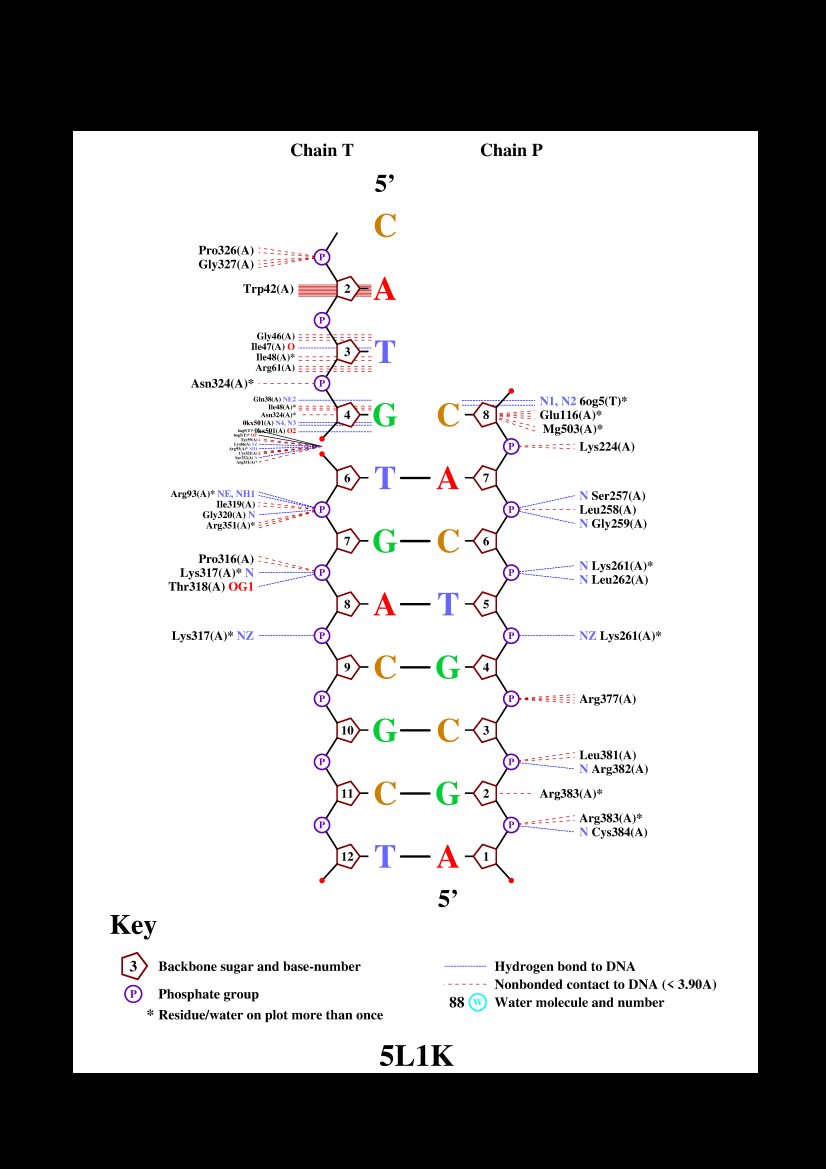 Chain T
Chain P
5’
C
P
Pro326(A)
Gly327(A)
Trp42(A)
2
A
P
Gly46(A)
Ile47(A) O
Ile48(A)*
Arg61(A)
3
T
Asn324(A)*
P
Gln38(A) NE2
Ile48(A)*
Asn324(A)*
0kx501(A) N4, N3
0kx501(A) O2
4
G
C
8
N1, N2 6og5(T)*
Glu116(A)*
Mg503(A)*
P
Lys224(A)
6
T
A
7
Arg93(A)* NE, NH1
Ile319(A)
Gly320(A) N
Arg351(A)*
P
P
N Ser257(A)
Leu258(A)
N Gly259(A)
7
G
C
6
Pro316(A)
Lys317(A)* N
Thr318(A) OG1
P
P
N Lys261(A)*
N Leu262(A)
8
A
T
5
Lys317(A)* NZ
P
P
NZ Lys261(A)*
9
C
G
4
P
P
Arg377(A)
10
G
C
3
P
P
Leu381(A)
N Arg382(A)
11
C
G
2
Arg383(A)*
P
P
Arg383(A)*
N Cys384(A)
12
T
A
1
5’
Key
3 Backbone sugar and base-number
P Phosphate group
* Residue/water on plot more than once
Hydrogen bond to DNA
Nonbonded contact to DNA (< 3.90A)
88 W Water molecule and number
5L1K